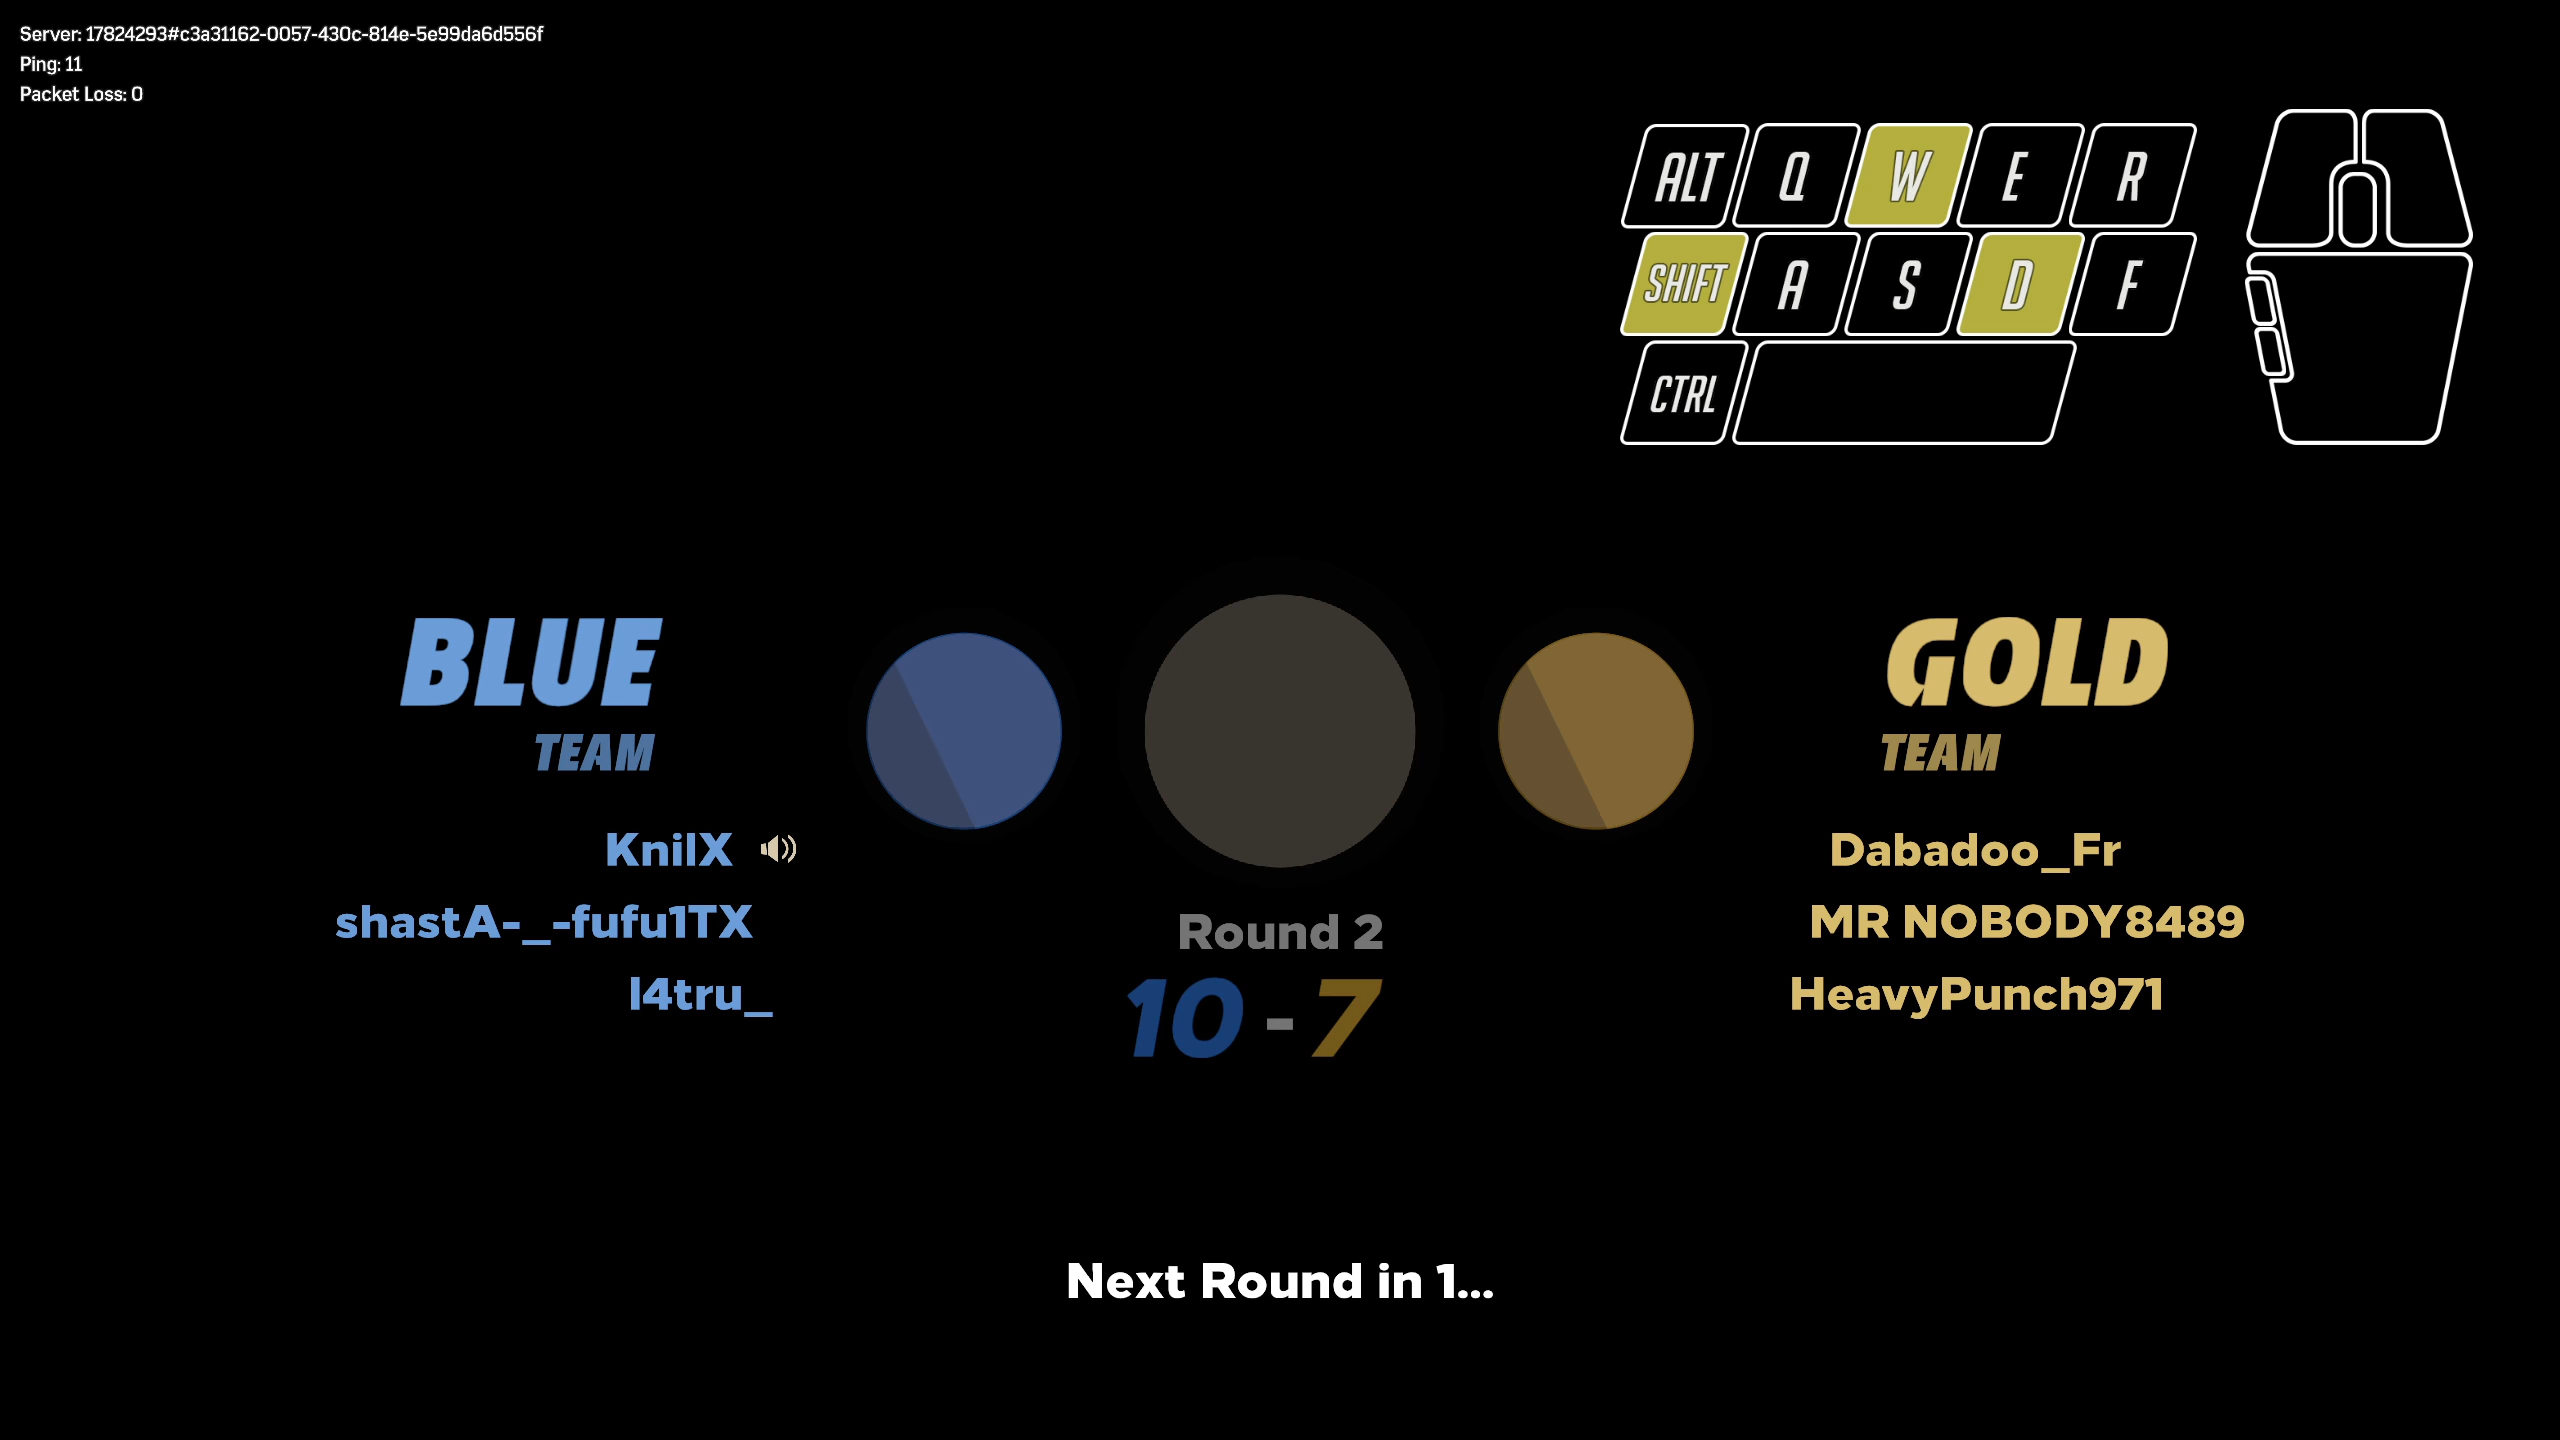 Server: 17824293#c3a31162-0057-430c-814e-5e99da6d556f
Ping: 11
Packet Loss: 0
ALT Q W E R
SHIFT A S D F
CTRL
BLUE
TEAM
KnilX
shastA-_-fufu1TX
l4tru_
Round 2
10 - 7
GOLD
TEAM
Dabadoo_Fr
MR NOBODY8489
HeavyPunch971
Next Round in 1...